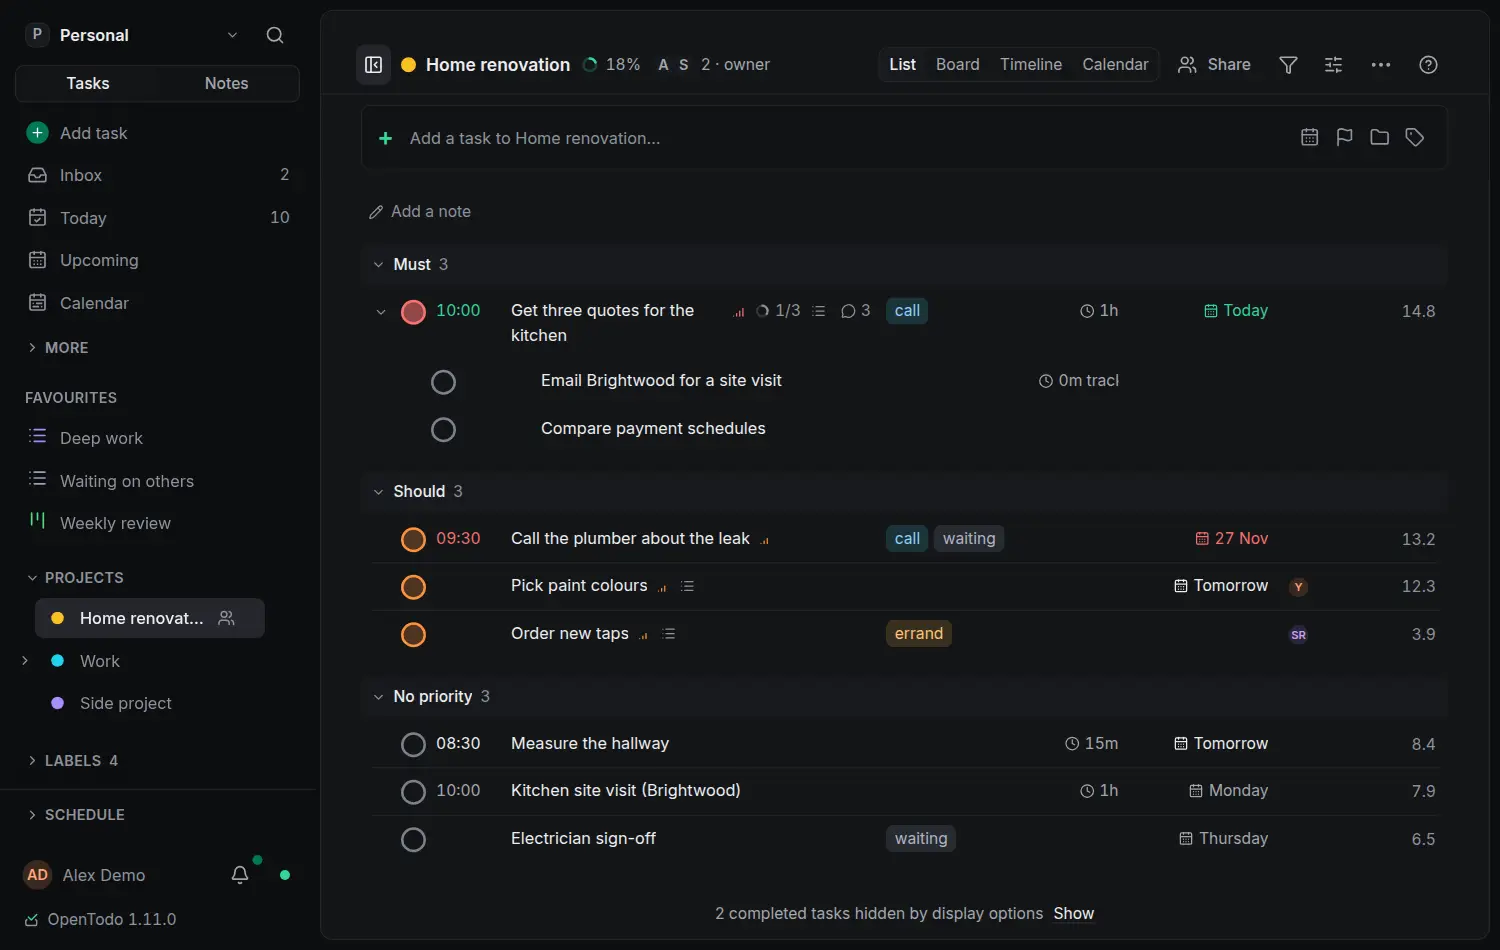 P Personal
Tasks Notes
Add task
Inbox 2
Today 10
Upcoming
Calendar
MORE
FAVOURITES
Deep work
Waiting on others
Weekly review
PROJECTS
Home renovat...
Work
Side project
LABELS 4
SCHEDULE
AD Alex Demo
OpenTodo 1.11.0
Home renovation 18% A S 2 · owner List Board Timeline Calendar Share
Add a task to Home renovation...
Add a note
Must 3
10:00 Get three quotes for the 1/3 3 call 1h Today 14.8
kitchen
Email Brightwood for a site visit 0m tracl
Compare payment schedules
Should 3
09:30 Call the plumber about the leak call waiting 27 Nov 13.2
Pick paint colours Tomorrow Y 12.3
Order new taps errand SR 3.9
No priority 3
08:30 Measure the hallway 15m Tomorrow 8.4
10:00 Kitchen site visit (Brightwood) 1h Monday 7.9
Electrician sign-off waiting Thursday 6.5
2 completed tasks hidden by display options Show